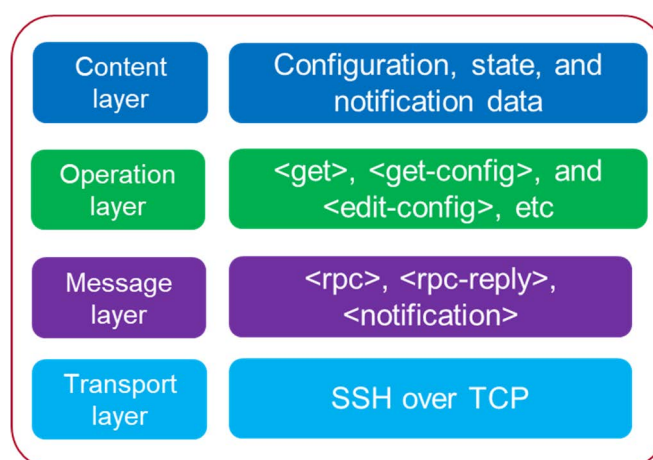 Content
layer
Configuration, state, and
notification data
Operation
layer
<get>, <get-config>, and
<edit-config>, etc
Message
layer
<rpc>, <rpc-reply>,
<notification>
Transport
layer
SSH over TCP